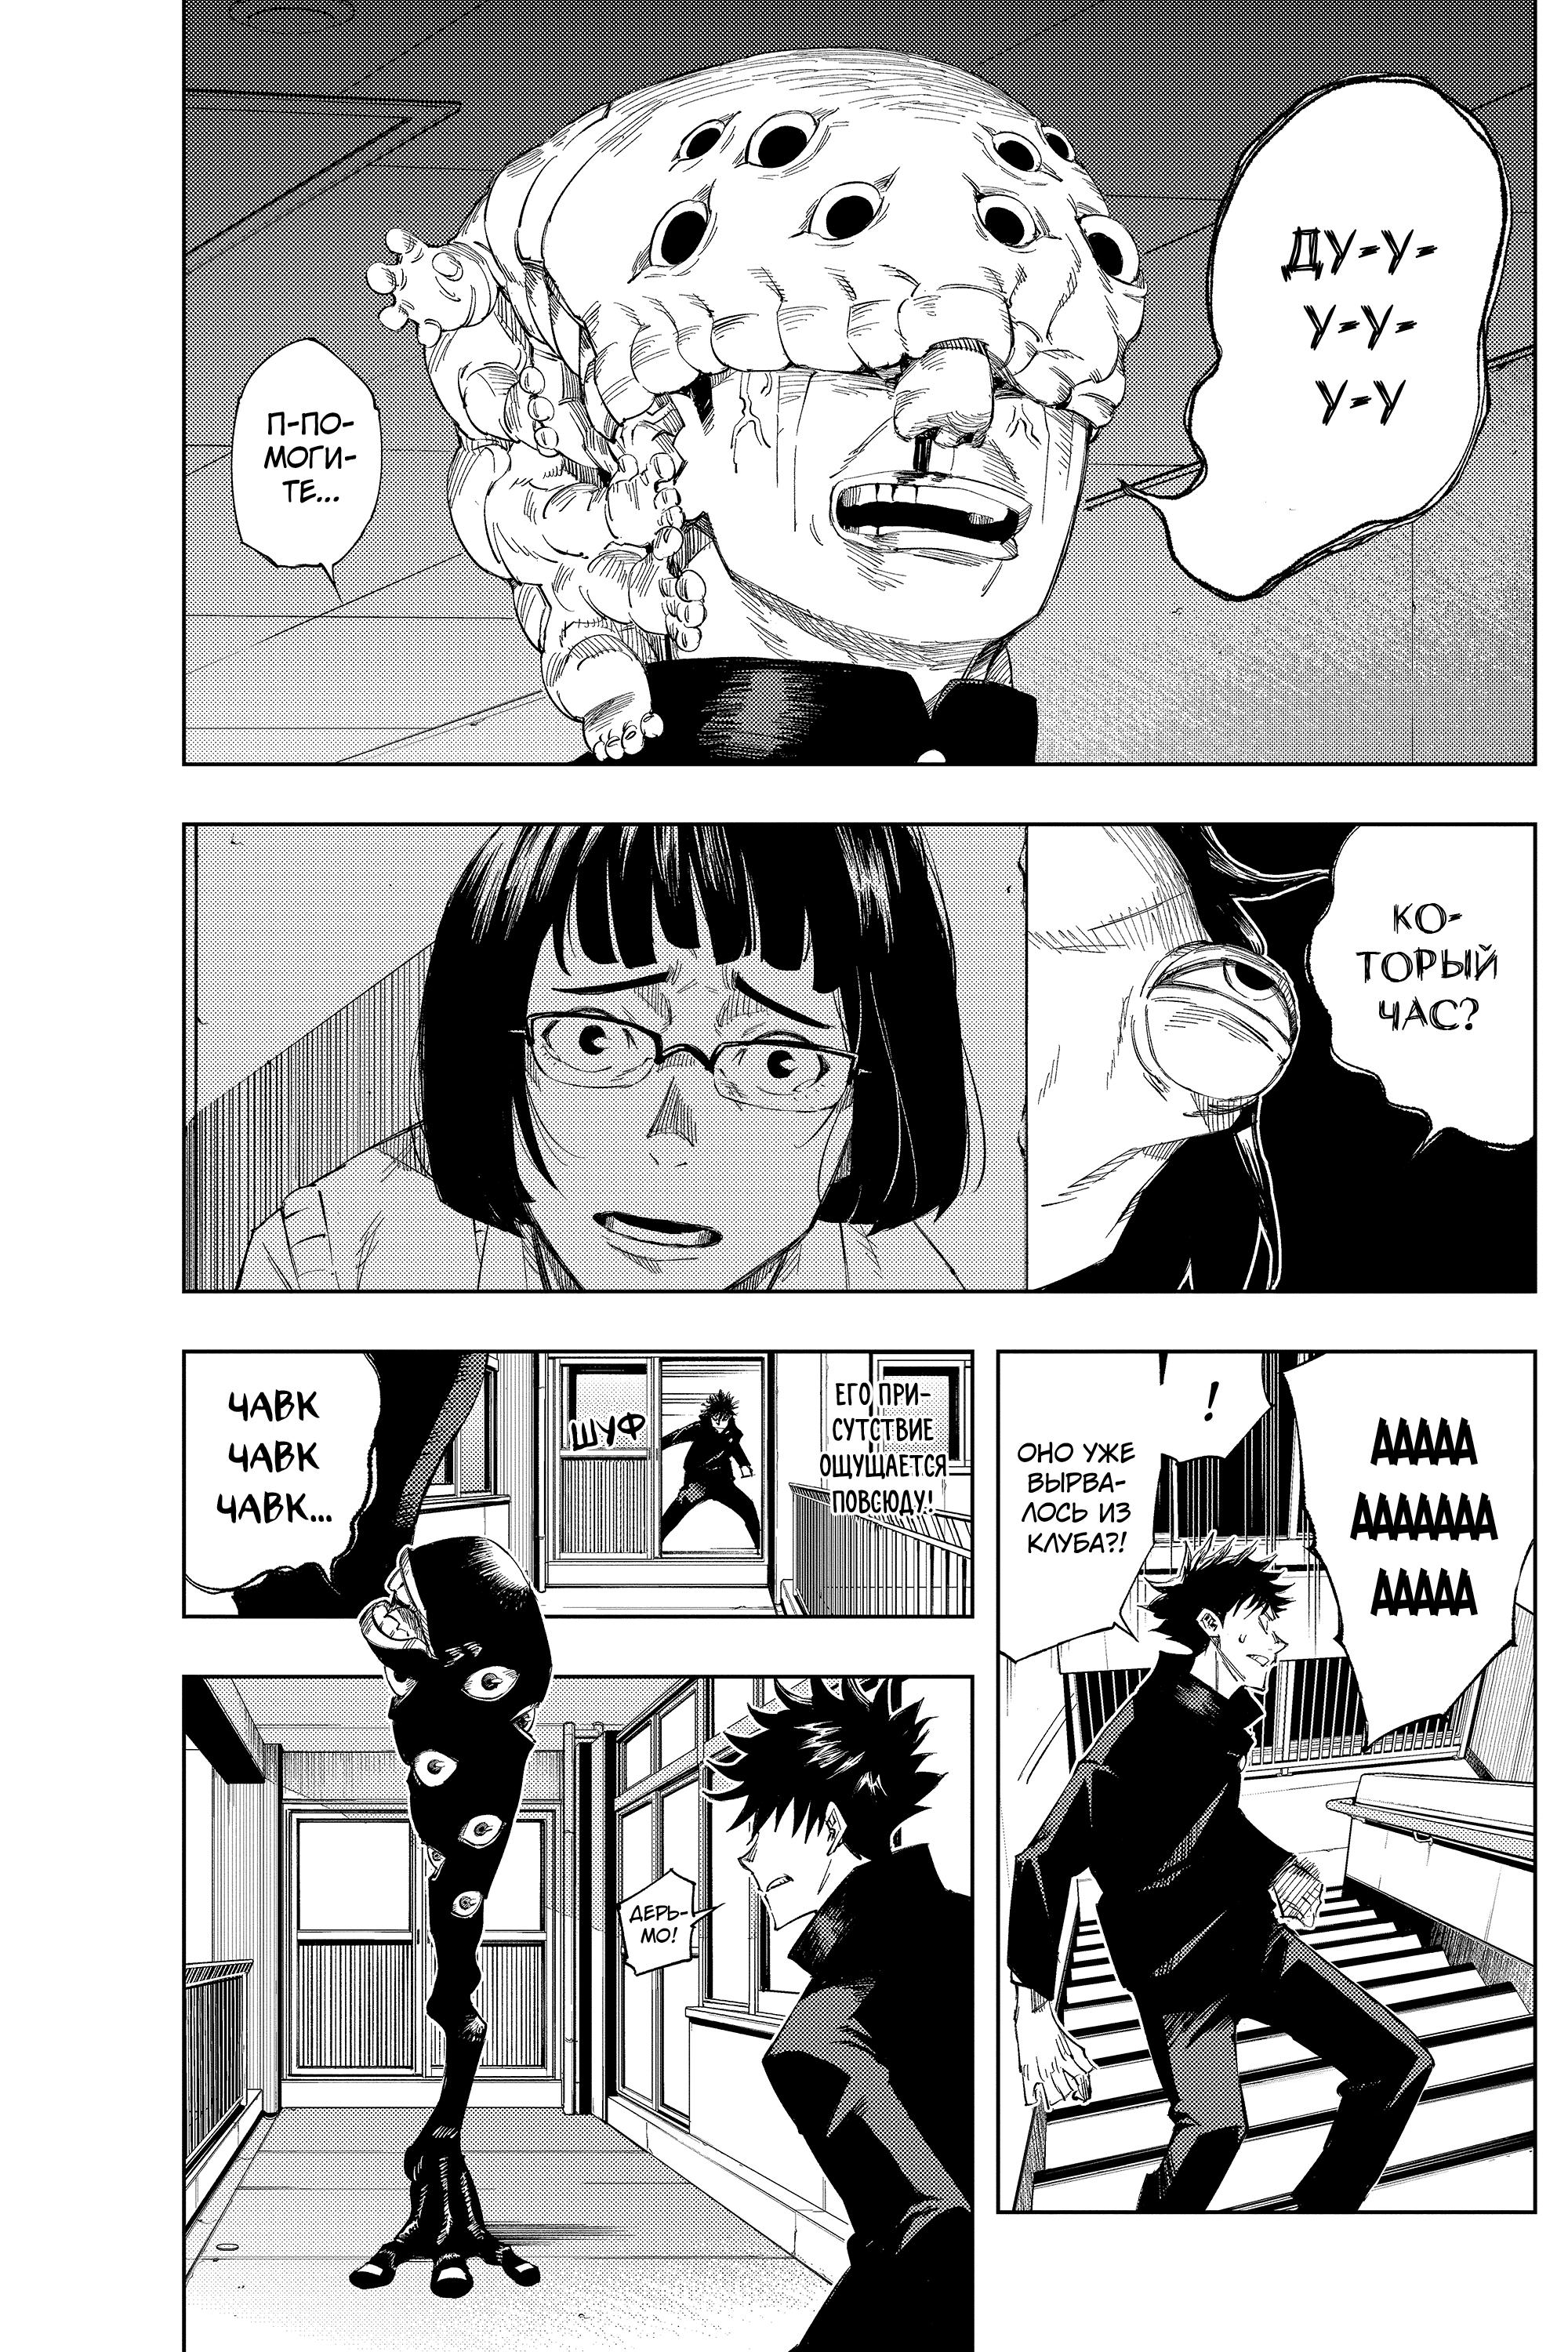 ДУ-У-
У-У-
У-У
П-ПО-
МОГИ-
ТЕ...
КО-
ТОРЫЙ
ЧАС?
ААААА
ААААААА
ААААА
!
ОНО УЖЕ
ВЫРВА-
ЛОСЬ ИЗ
КЛУБА?!
ЕГО ПРИ-
СУТСТВИЕ
ОЩУЩАЕТСЯ
ПОВСЮДУ!
ШУФ
ЧАВК
ЧАВК
ЧАВК...
ДЕРЬ-
МО!